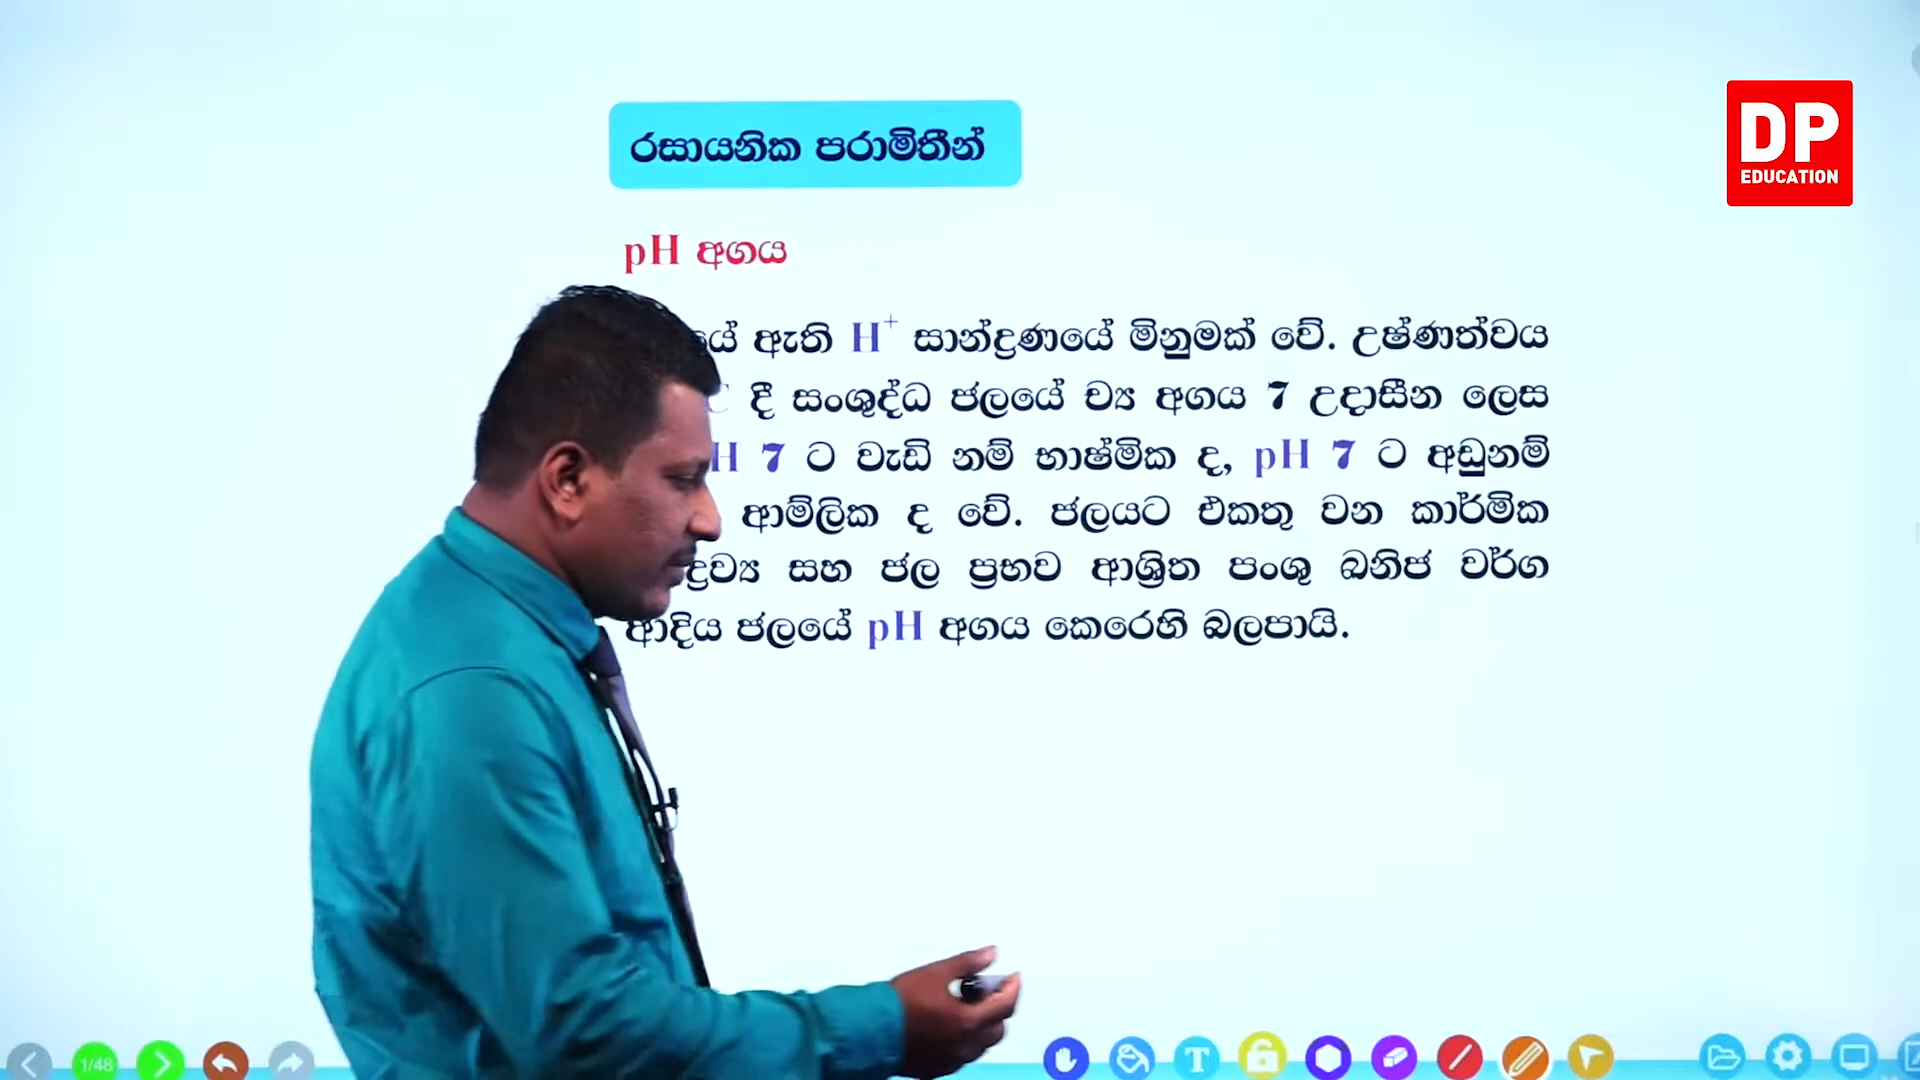 රසායනික පරාමිතීන්
DP
EDUCATION
pH අගය
ඇති H⁺ සාන්ද්‍රණයේ මිනුමක් වේ. උෂ්ණත්වය
දී සංශුද්ධ ජලයේ ච්‍ය අගය 7 උදාසීන ලෙස
7 ට වැඩි නම් භාෂ්මික ද, pH 7 ට අඩුනම්
ආම්ලික ද වේ. ජලයට එකතු වන කාර්මික
සහ ජල ප්‍රභව ආශ්‍රිත පංශු ඛනිජ වර්ග
ආදිය ජලයේ pH අගය කෙරෙහි බලපායි.
1/48
T